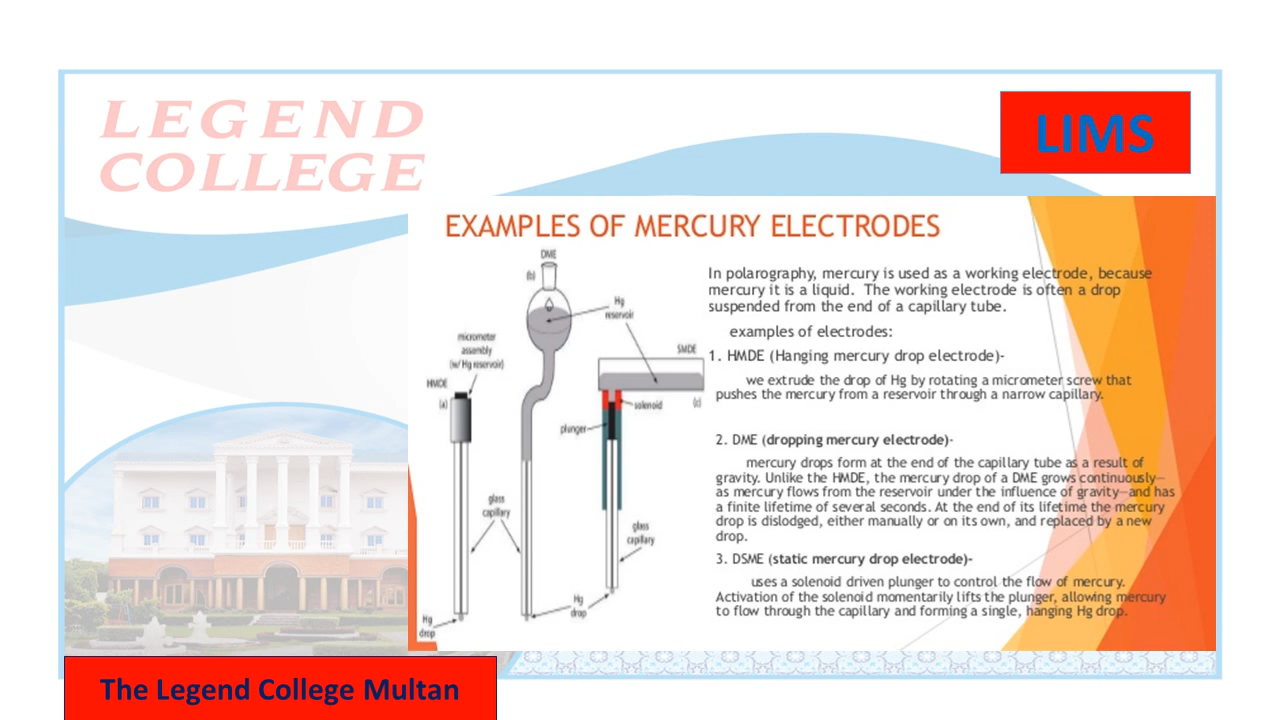 LEGEND
COLLEGE
LIMS
EXAMPLES OF MERCURY ELECTRODES
DME
(b)
Hg
reservoir
micrometer
assembly
(w/ Hg reservoir)
HMDE
(a)
SMDE
solenoid
(c)
plunger
glass
capillary
glass
capillary
Hg
drop
Hg
drop
In polarography, mercury is used as a working electrode, because
mercury it is a liquid. The working electrode is often a drop
suspended from the end of a capillary tube.
examples of electrodes:
1. HMDE (Hanging mercury drop electrode)-
we extrude the drop of Hg by rotating a micrometer screw that
pushes the mercury from a reservoir through a narrow capillary.
2. DME (dropping mercury electrode)-
mercury drops form at the end of the capillary tube as a result of
gravity. Unlike the HMDE, the mercury drop of a DME grows continuously—
as mercury flows from the reservoir under the influence of gravity—and has
a finite lifetime of several seconds. At the end of its lifetime the mercury
drop is dislodged, either manually or on its own, and replaced by a new
drop.
3. DSME (static mercury drop electrode)-
uses a solenoid driven plunger to control the flow of mercury.
Activation of the solenoid momentarily lifts the plunger, allowing mercury
to flow through the capillary and forming a single, hanging Hg drop.
The Legend College Multan